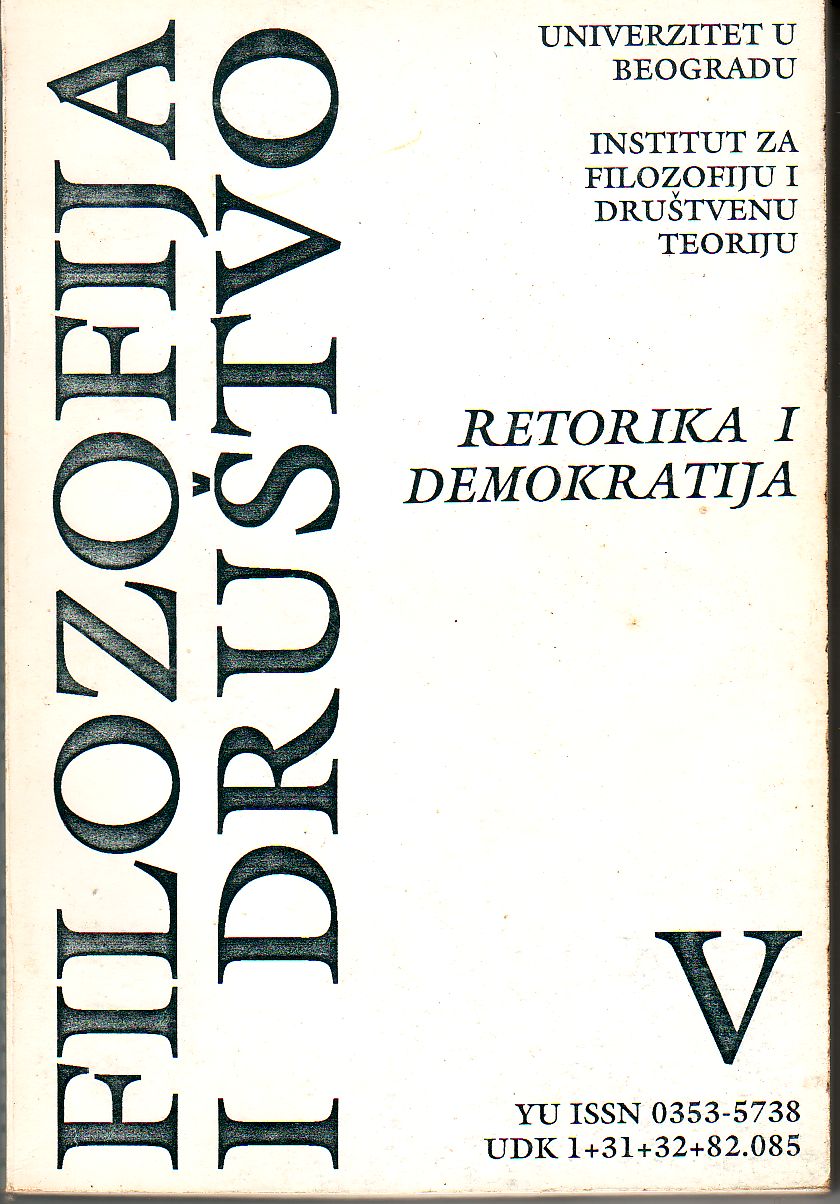 FILOZOFIJA
I DRUŠTVO
UNIVERZITET U
BEOGRADU
INSTITUT ZA
FILOZOFIJU I
DRUŠTVENU
TEORIJU
RETORIKA I
DEMOKRATIJA
V
YU ISSN 0353-5738
UDK 1+31+32+82.085